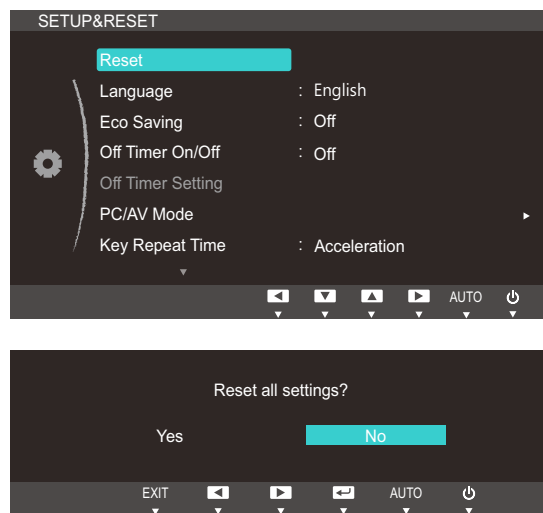 SETUP&RESET
Reset
Language : English
Eco Saving : Off
Off Timer On/Off : Off
Off Timer Setting
PC/AV Mode
Key Repeat Time : Acceleration
AUTO
Reset all settings?
Yes No
EXIT AUTO